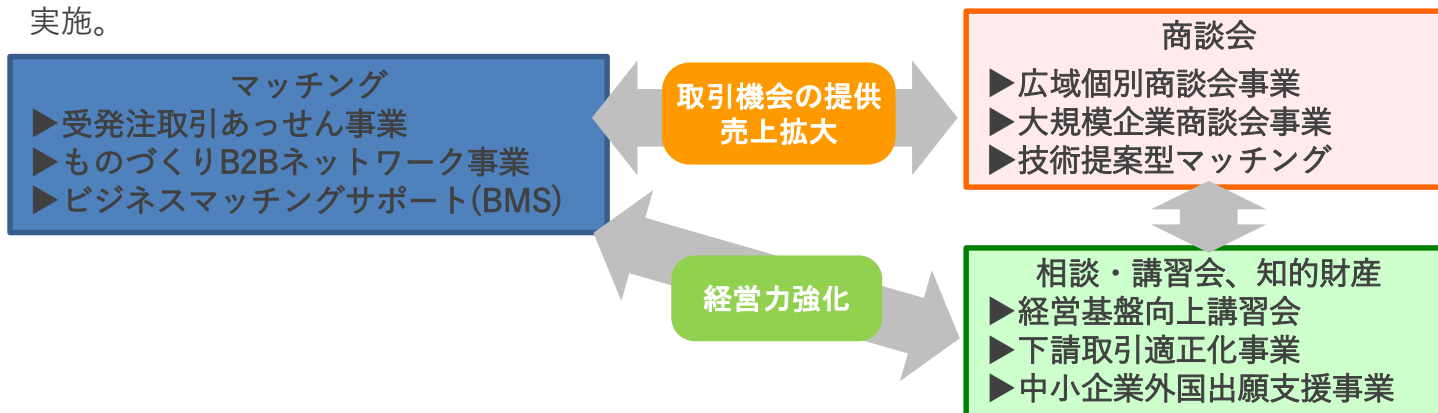 実施。
マッチング
▶受発注取引あっせん事業
▶ものづくりB2Bネットワーク事業
▶ビジネスマッチングサポート(BMS)
取引機会の提供
売上拡大
商談会
▶広域個別商談会事業
▶大規模企業商談会事業
▶技術提案型マッチング
経営力強化
相談・講習会、知的財産
▶経営基盤向上講習会
▶下請取引適正化事業
▶中小企業外国出願支援事業